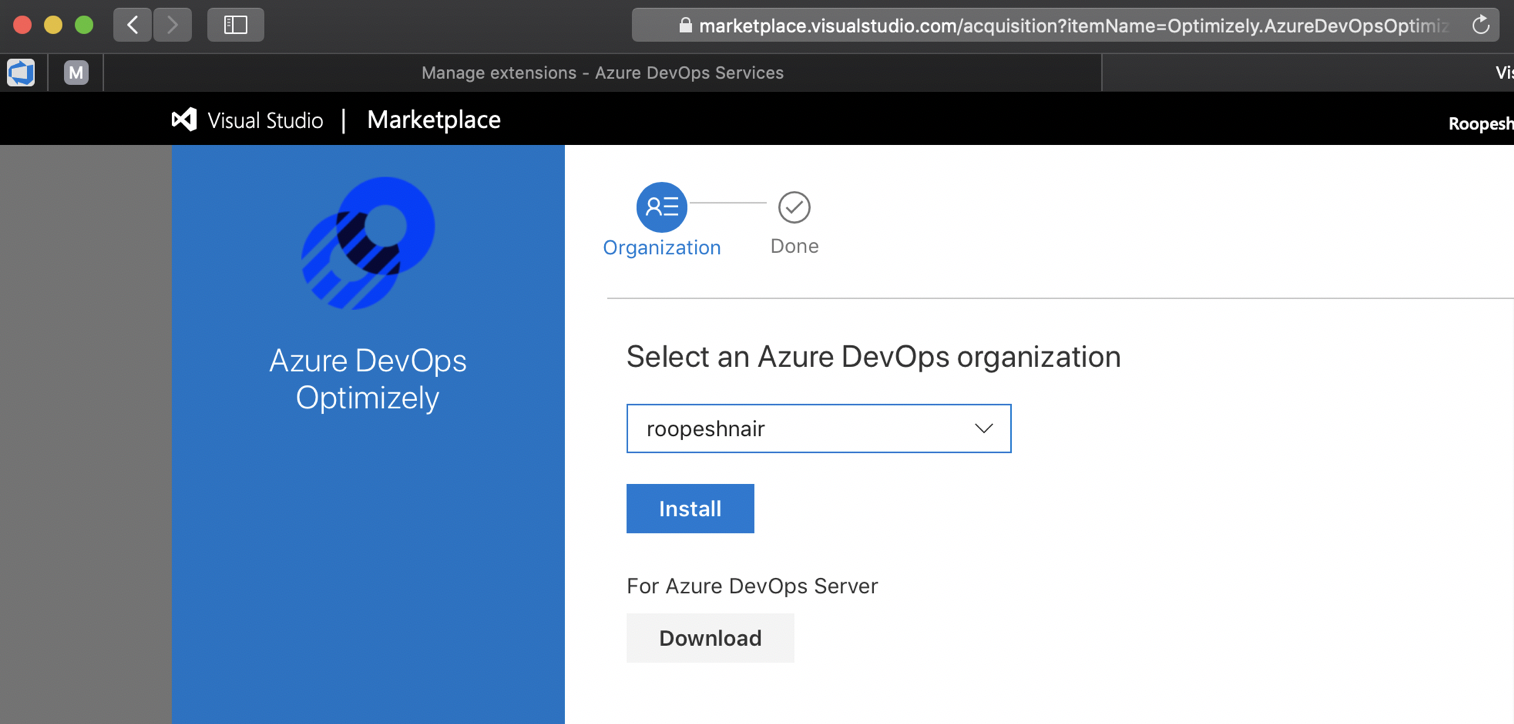 marketplace.visualstudio.com/acquisition?itemName=Optimizely.AzureDevOpsOptimiz
M
Manage extensions - Azure DevOps Services
Vis
Visual Studio | Marketplace
Roopesh
Organization
Done
Azure DevOps
Optimizely
Select an Azure DevOps organization
roopeshnair
Install
For Azure DevOps Server
Download